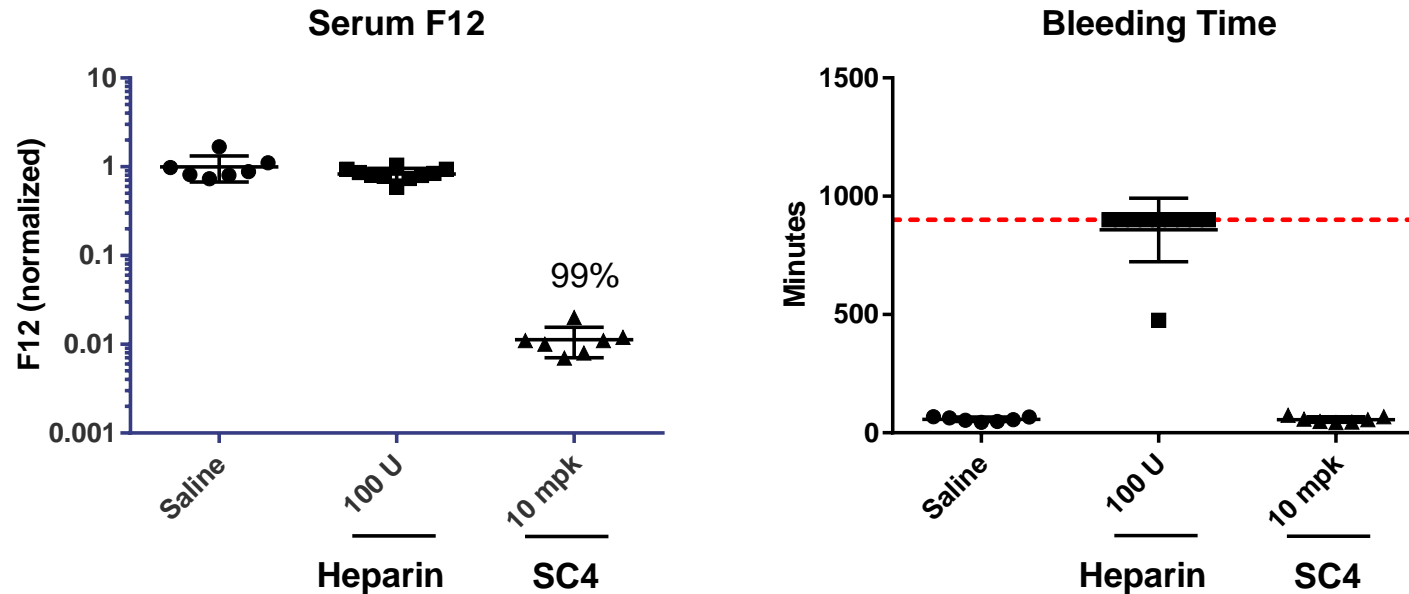 Serum F12
F12 (normalized)
10
1
0.1
0.01
0.001
99%
Saline
100 U
10 mpk
Heparin
SC4
Bleeding Time
Minutes
1500
1000
500
0
Saline
100 U
10 mpk
Heparin
SC4